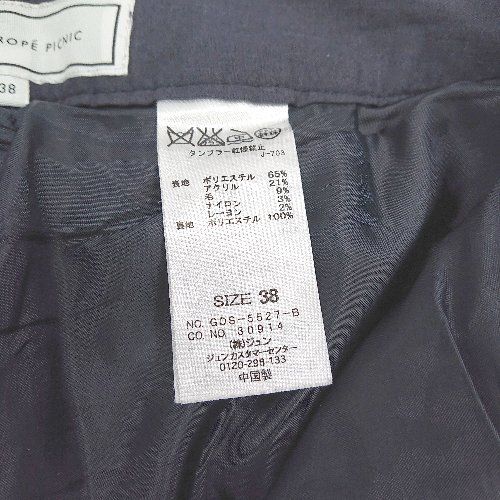 ROPÉ PICNIC
38
タンブラー乾燥禁止
J-703
表地 ポリエステル 65%
アクリル 21%
毛 9%
ナイロン 3%
レーヨン 2%
裏地 ポリエステル 100%
SIZE 38
NO. GDS-5627-B
CO NO. 30914
(株)ジュン
ジュンカスタマーセンター
0120-298-133
中国製